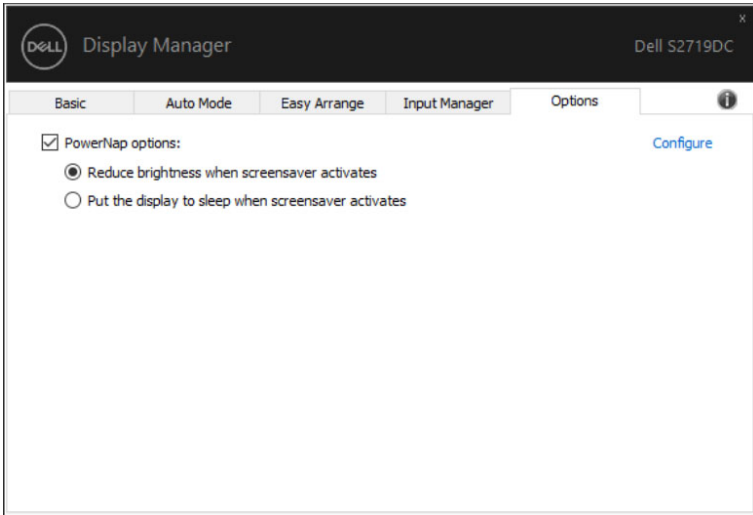 x
DELL Display Manager Dell S2719DC
Basic Auto Mode Easy Arrange Input Manager Options i
PowerNap options: Configure
Reduce brightness when screensaver activates
Put the display to sleep when screensaver activates